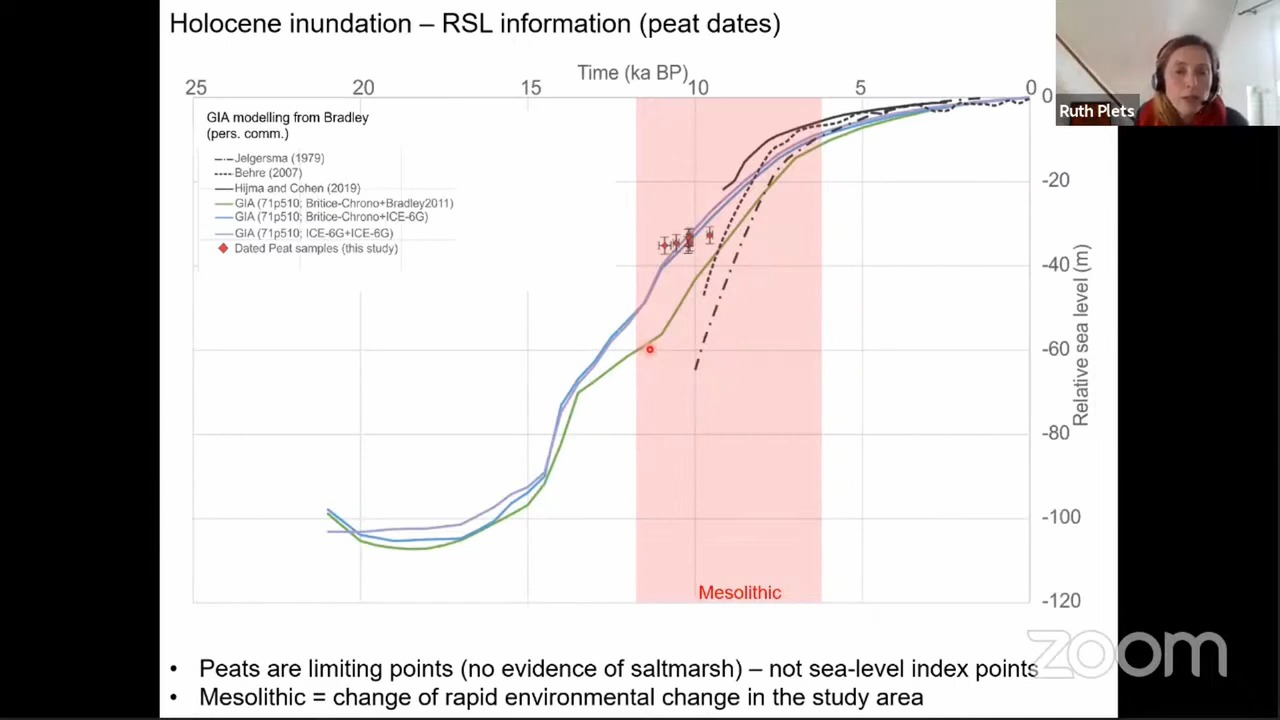 Holocene inundation – RSL information (peat dates)
Ruth Plets
Time (ka BP)
25 20 15 10 5 0
GIA modelling from Bradley
(pers. comm.)
Jelgersma (1979)
Behre (2007)
Hijma and Cohen (2019)
GIA (71p510; Britice-Chrono+Bradley2011)
GIA (71p510; Britice-Chrono+ICE-6G)
GIA (71p510; ICE-6G+ICE-6G)
Dated Peat samples (this study)
0
-20
-40
-60
-80
-100
-120
Relative sea level (m)
Mesolithic
• Peats are limiting points (no evidence of saltmarsh) – not sea-level index points
• Mesolithic = change of rapid environmental change in the study area
zoom